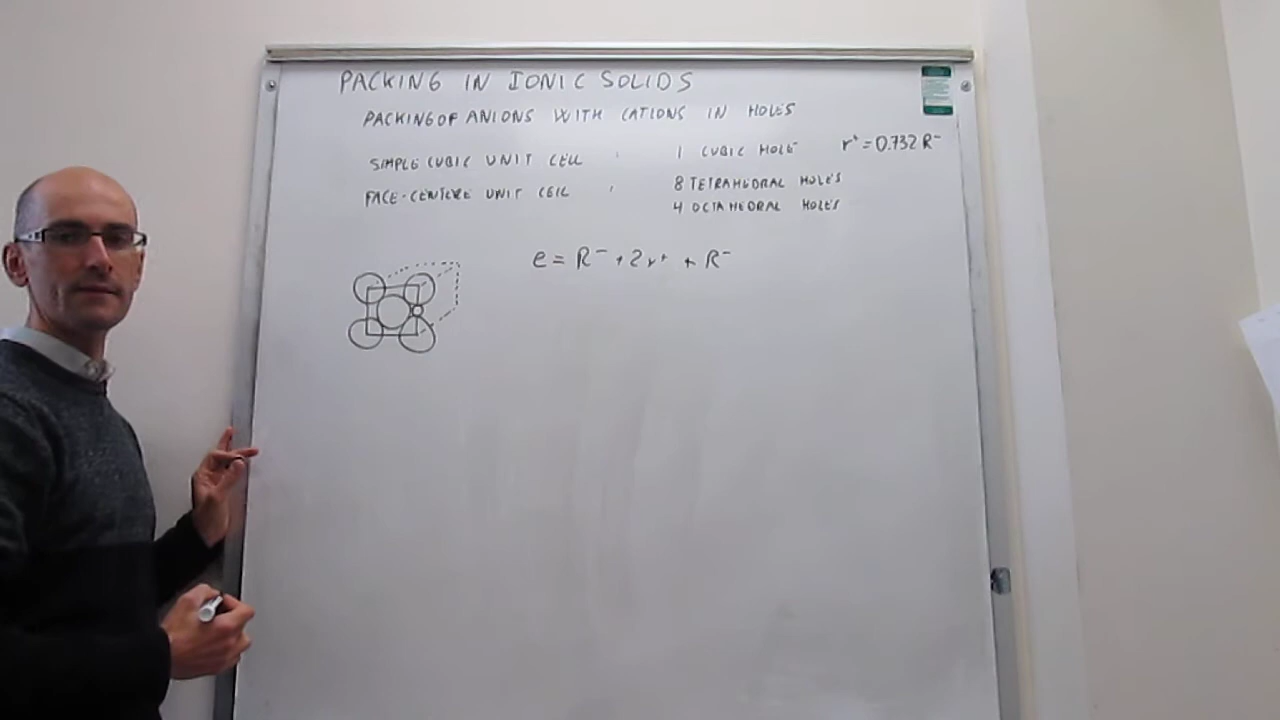 PACKING IN IONIC SOLIDS
PACKING OF ANIONS WITH CATIONS IN HOLES
SIMPLE CUBIC UNIT CELL : 1 CUBIC HOLE r⁺ = 0.732 R⁻
FACE-CENTERE UNIT CELL : 8 TETRAHEDRAL HOLES
4 OCTAHEDRAL HOLES
e = R⁻ + 2r⁺ + R⁻